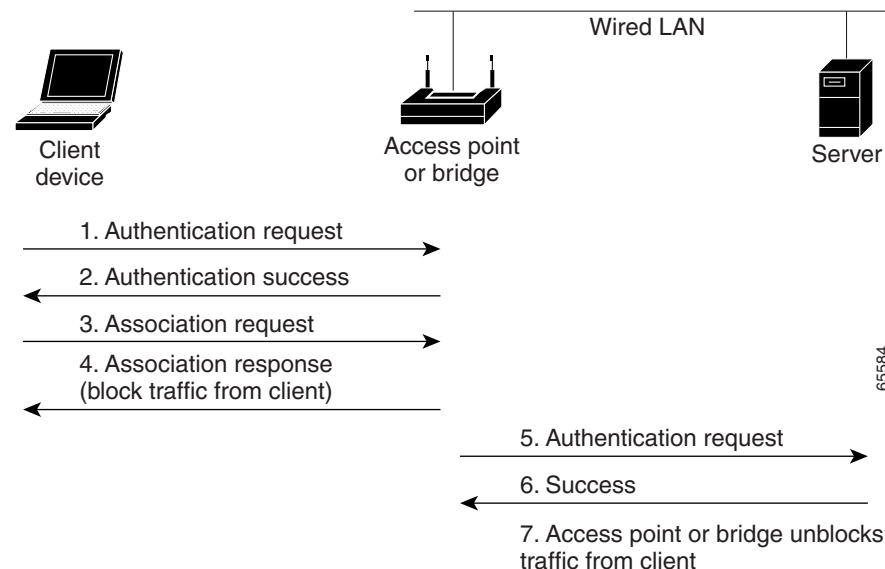 Wired LAN
Client
device
Access point
or bridge
Server
1. Authentication request
2. Authentication success
3. Association request
4. Association response
(block traffic from client)
65584
5. Authentication request
6. Success
7. Access point or bridge unblocks
traffic from client